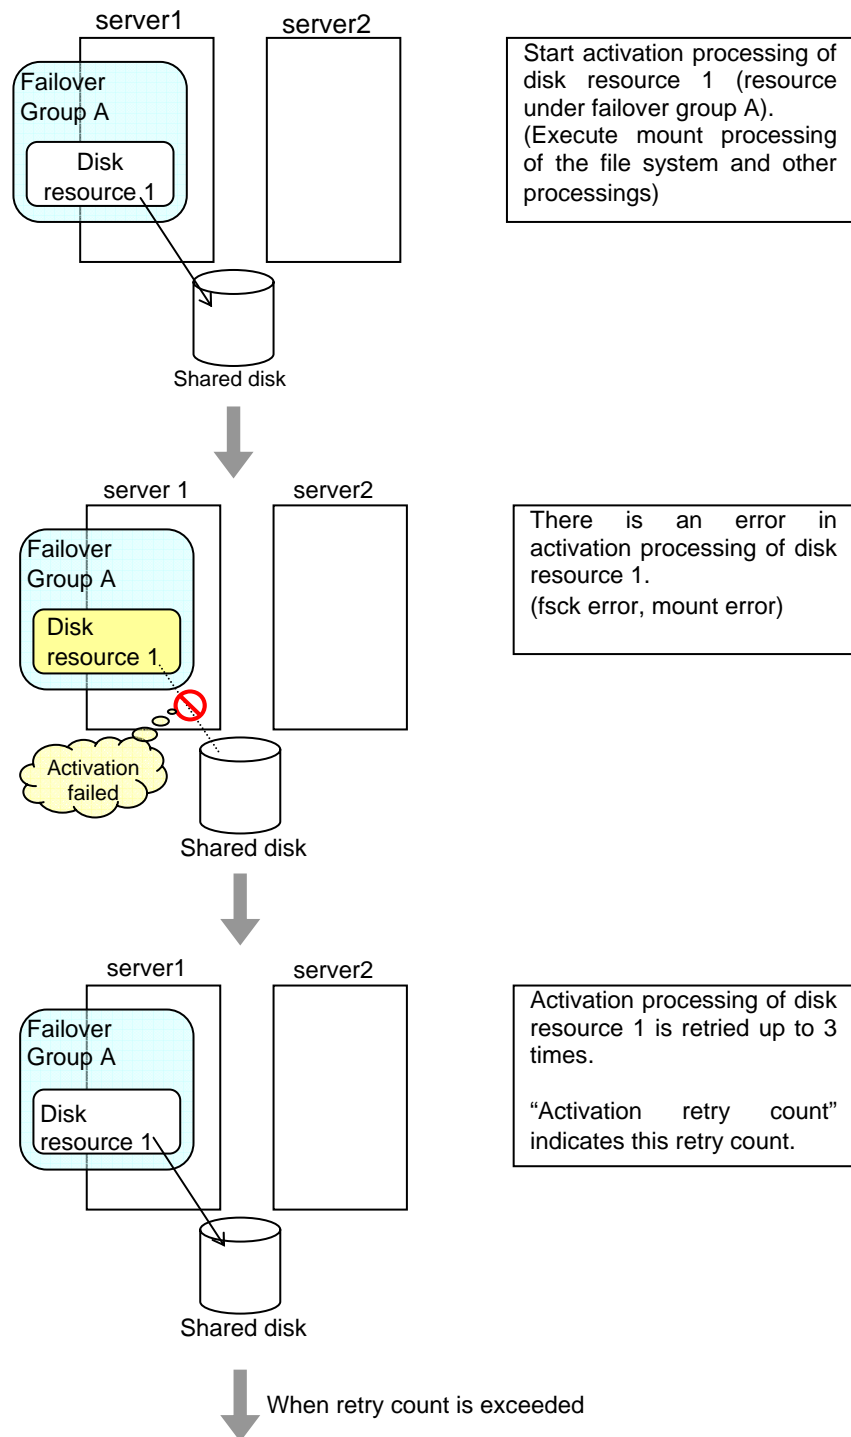 server1
server2
Failover
Group A
Disk
resource 1
Shared disk
Start activation processing of
disk resource 1 (resource
under failover group A).
(Execute mount processing
of the file system and other
processings)
server 1
server2
Failover
Group A
Disk
resource 1
Activation
failed
Shared disk
There is an error in
activation processing of disk
resource 1.
(fsck error, mount error)
server1
server2
Failover
Group A
Disk
resource 1
Shared disk
Activation processing of disk
resource 1 is retried up to 3
times.
“Activation retry count”
indicates this retry count.
When retry count is exceeded